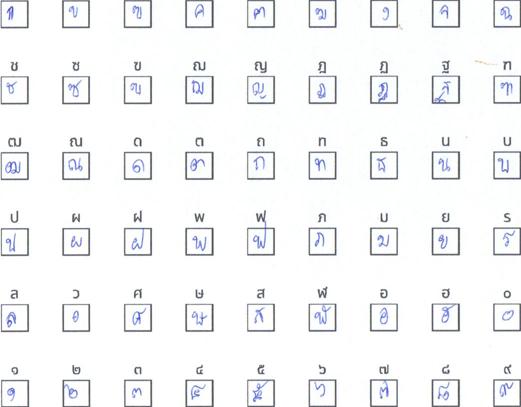 ก ข ฃ ค ฅ ฆ ง จ ฉ
ช ซ ฃ ฌ ญ ฎ ฏ ฐ ฑ
ช ซ ฃ ฌ ญ ฎ ฏ ฐ ฑ
ฒ ณ ด ต ถ ท ธ น บ
ฒ ณ ด ต ถ ท ธ น บ
ป ผ ฝ พ ฟ ภ ม ย ร
ป ผ ฝ พ ฟ ภ ม ย ร
ล ว ศ ษ ส ฬ อ ฮ ๐
ล ว ศ ษ ส ฬ อ ฮ ๐
๑ ๒ ๓ ๔ ๕ ๖ ๗ ๘ ๙
๑ ๒ ๓ ๔ ๕ ๖ ๗ ๘ ๙